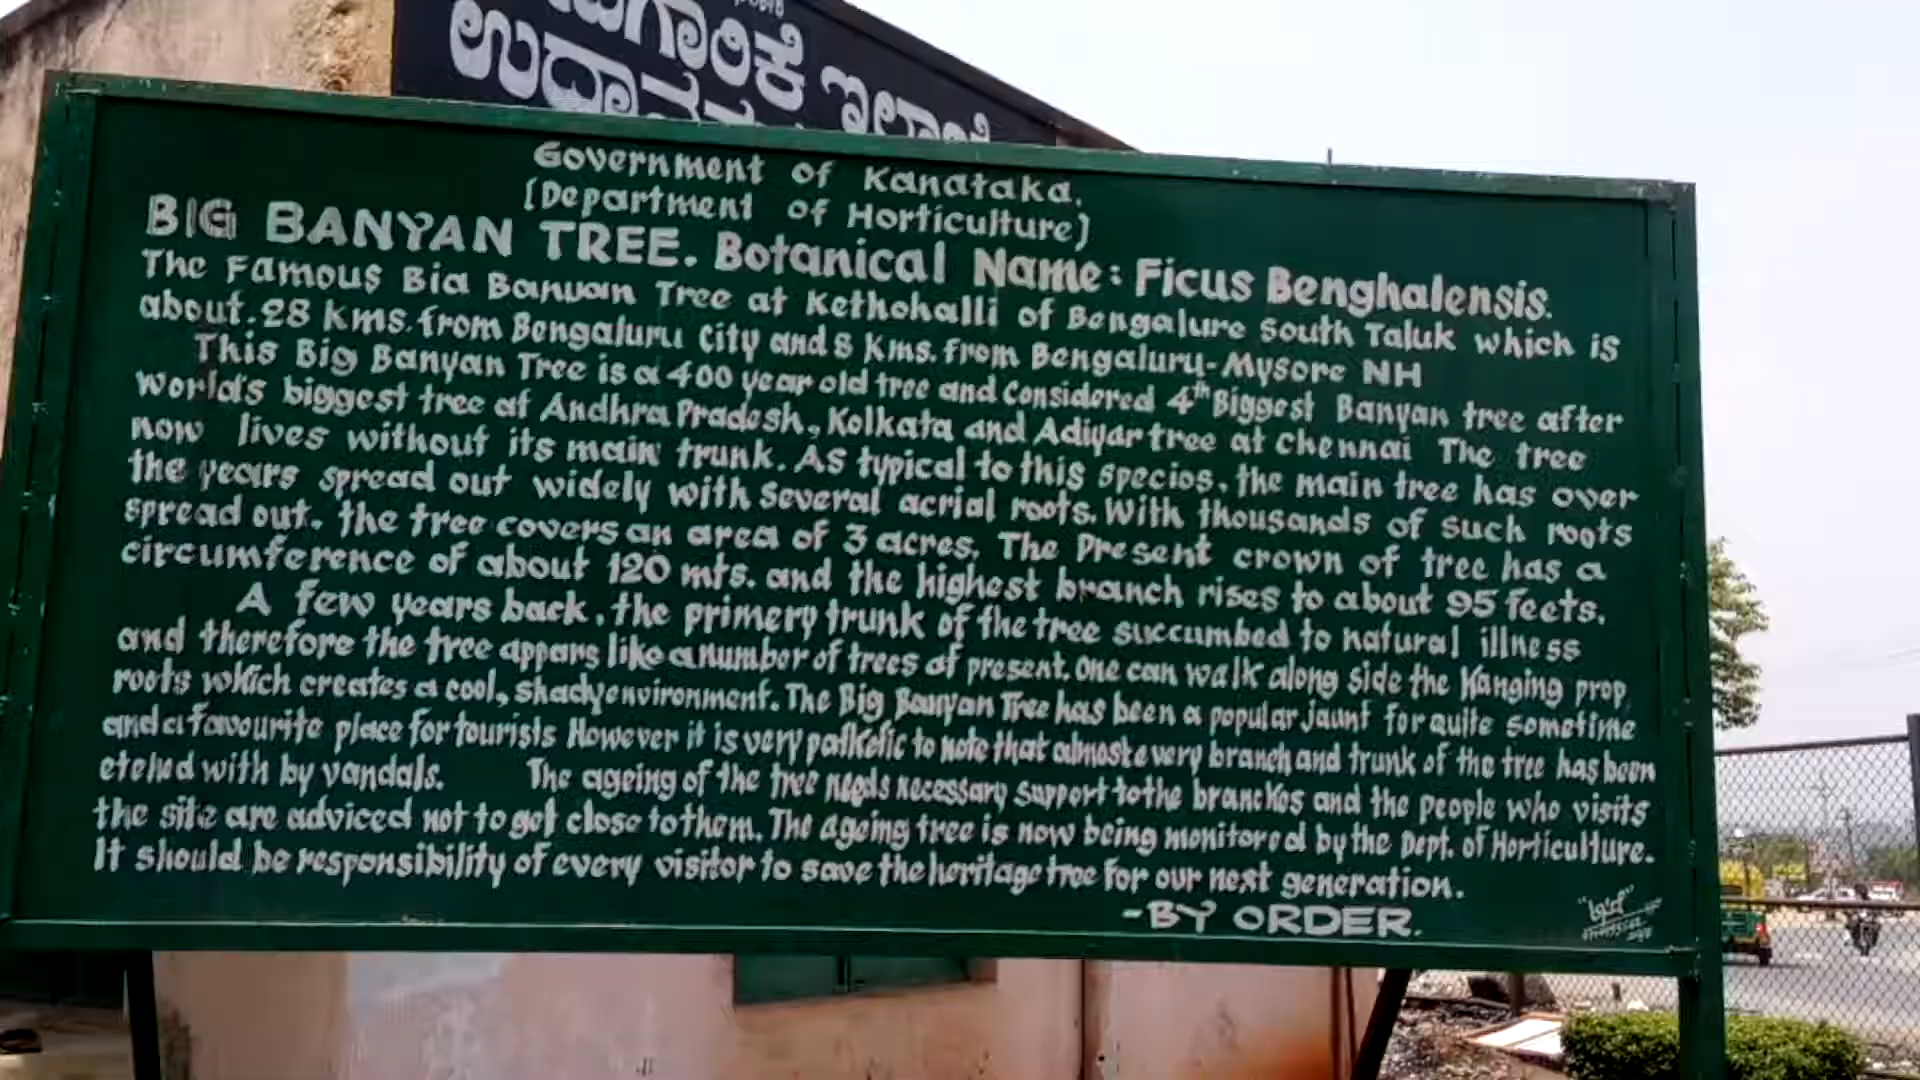 ಉದ್ಯಾನವನ
Government of Kanataka.
(Department of Horticulture)
BIG BANYAN TREE. Botanical Name: Ficus Benghalensis.
The Famous Big Banyan Tree at Kethohalli of Bengalure South Taluk which is
about. 28 Kms. from Bengaluru City and 8 Kms. from Bengaluru-Mysore NH
This Big Banyan Tree is a 400 year old tree and Considered 4th Biggest Banyan tree after
World's biggest tree at Andhra Pradesh, Kolkata and Adiyar tree at Chennai The tree
now lives without its main trunk. As typical to this species, the main tree has over
the years spread out widely with several acrial roots. With thousands of such roots
spread out. the tree covers an area of 3 acres. The Present crown of tree has a
circumference of about 120 mts. and the highest branch rises to about 95 feets.
A few years back, the primery trunk of the tree succumbed to natural illness
and therefore the tree appars like a number of trees at present. One can walk along side the Hanging prop
roots which creates a cool, shady environment. The Big Banyan Tree has been a popular jaunt for quite sometime
and a favourite place for tourists However it is very pathetic to note that almost every branch and trunk of the tree has been
etched with by vandals. The ageing of the tree needs necessary support to the branches and the people who visits
the site are adviced not to get close to them. The ageing tree is now being monitored by the Dept. of Horticulture.
It should be responsibility of every visitor to save the heritage tree for our next generation.
-BY ORDER.